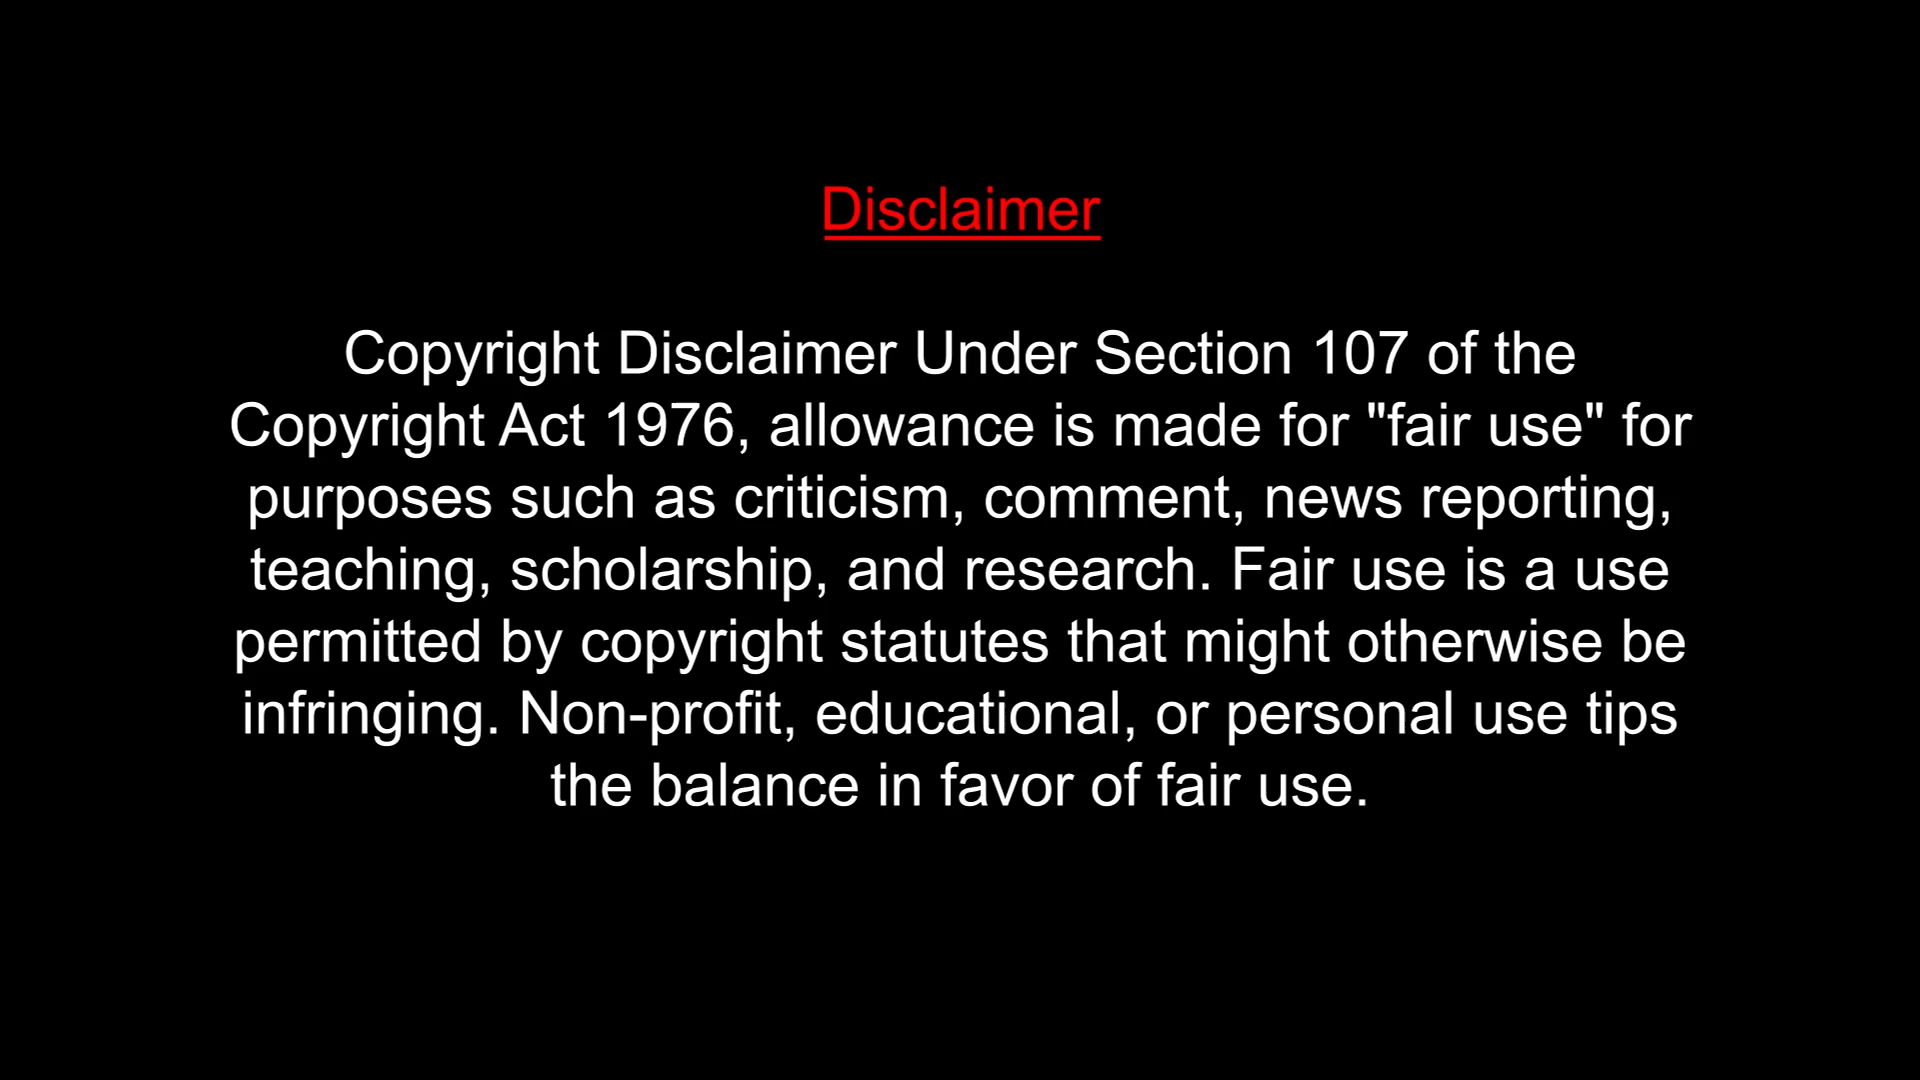 Disclaimer
Copyright Disclaimer Under Section 107 of the
Copyright Act 1976, allowance is made for "fair use" for
purposes such as criticism, comment, news reporting,
teaching, scholarship, and research. Fair use is a use
permitted by copyright statutes that might otherwise be
infringing. Non-profit, educational, or personal use tips
the balance in favor of fair use.